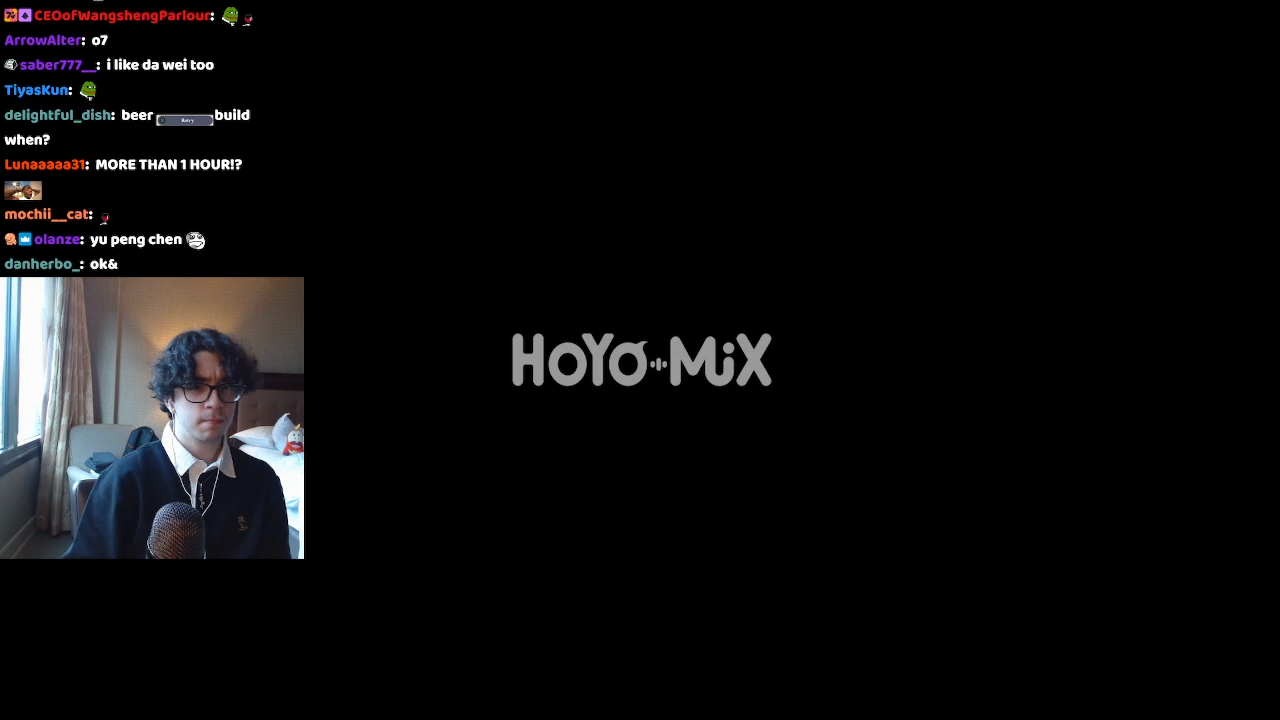 CEOofWangshengParlour:
ArrowAlter: o7
saber777__: i like da wei too
TiyasKun:
delightful_dish: beer Retry build
when?
Lunaaaaa31: MORE THAN 1 HOUR!?
mochii__cat:
olanze: yu peng chen
danherbo_: ok&
HOYO-MiX